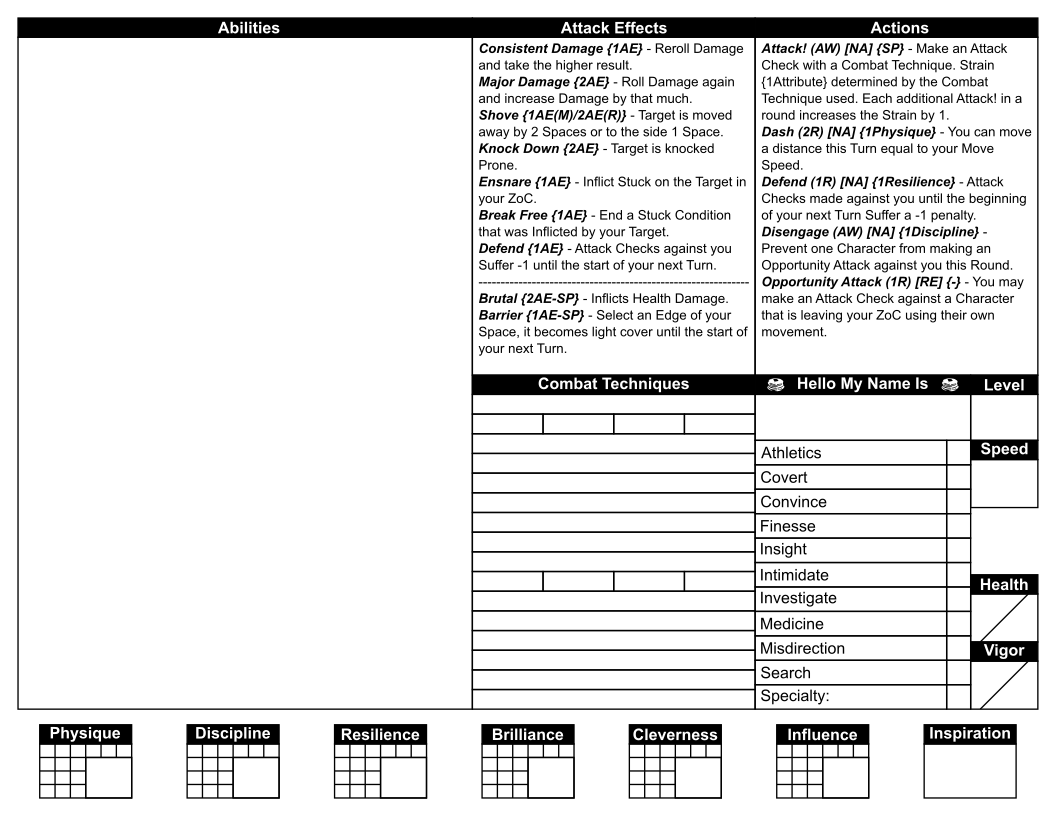 Abilities
Attack Effects
Consistent Damage {1AE} - Reroll Damage
and take the higher result.
Major Damage {2AE} - Roll Damage again
and increase Damage by that much.
Shove {1AE(M)/2AE(R)} - Target is moved
away by 2 Spaces or to the side 1 Space.
Knock Down {2AE} - Target is knocked
Prone.
Ensnare {1AE} - Inflict Stuck on the Target in
your ZoC.
Break Free {1AE} - End a Stuck Condition
that was Inflicted by your Target.
Defend {1AE} - Attack Checks against you
Suffer -1 until the start of your next Turn.
------------------------------------------------------------
Brutal {2AE-SP} - Inflicts Health Damage.
Barrier {1AE-SP} - Select an Edge of your
Space, it becomes light cover until the start of
your next Turn.
Actions
Attack! (AW) [NA] {SP} - Make an Attack
Check with a Combat Technique. Strain
{1Attribute} determined by the Combat
Technique used. Each additional Attack! in a
round increases the Strain by 1.
Dash (2R) [NA] {1Physique} - You can move
a distance this Turn equal to your Move
Speed.
Defend (1R) [NA] {1Resilience} - Attack
Checks made against you until the beginning
of your next Turn Suffer a -1 penalty.
Disengage (AW) [NA] {1Discipline} -
Prevent one Character from making an
Opportunity Attack against you this Round.
Opportunity Attack (1R) [RE] {-} - You may
make an Attack Check against a Character
that is leaving your ZoC using their own
movement.
Combat Techniques
Hello My Name Is
Level
Athletics
Covert
Convince
Finesse
Insight
Intimidate
Investigate
Medicine
Misdirection
Search
Specialty:
Speed
Health
Vigor
Physique
Discipline
Resilience
Brilliance
Cleverness
Influence
Inspiration